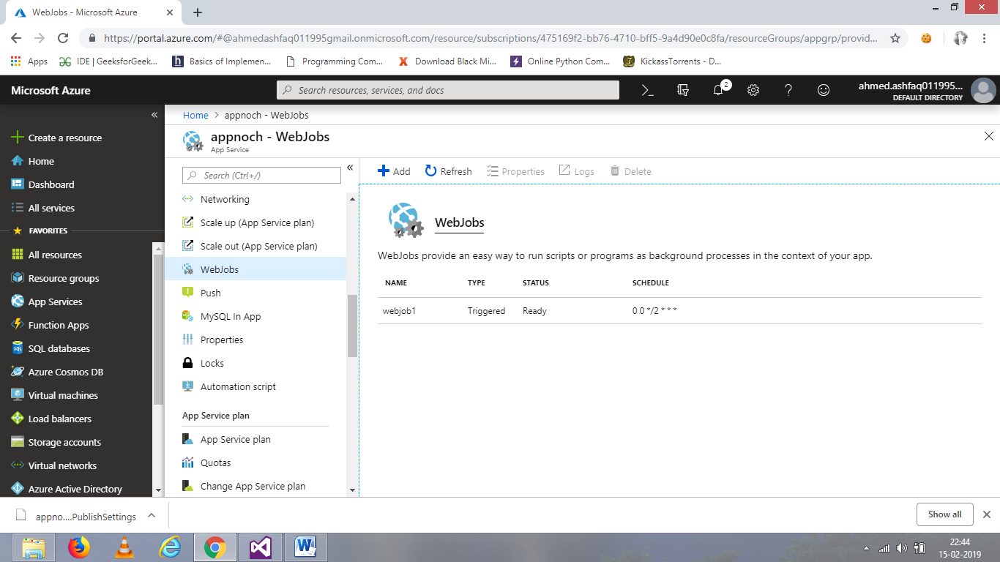 WebJobs - Microsoft Azure
https://portal.azure.com/#@ahmedashfaq011995gmail.onmicrosoft.com/resource/subscriptions/475169f2-bb76-4710-bff5-9a4d90e0c8fa/resourceGroups/appgrp/provid...
Apps
IDE | GeeksforGeek...
Basics of Implemen...
Programming Com...
Download Black Mi...
Online Python Com...
KickassTorrents - D...
Microsoft Azure
Search resources, services, and docs
2
ahmed.ashfaq011995...
DEFAULT DIRECTORY
Create a resource
Home
Dashboard
All services
FAVORITES
All resources
Resource groups
App Services
Function Apps
SQL databases
Azure Cosmos DB
Virtual machines
Load balancers
Storage accounts
Virtual networks
Azure Active Directory
Home > appnoch - WebJobs
appnoch - WebJobs
App Service
Search (Ctrl+/)
Networking
Scale up (App Service plan)
Scale out (App Service plan)
WebJobs
Push
MySQL In App
Properties
Locks
Automation script
App Service plan
App Service plan
Quotas
Change App Service plan
Add Refresh Properties Logs Delete
WebJobs
WebJobs provide an easy way to run scripts or programs as background processes in the context of your app.
NAME TYPE STATUS SCHEDULE
webjob1 Triggered Ready 0 0 */2 * * *
appno....PublishSettings
Show all
22:44
15-02-2019